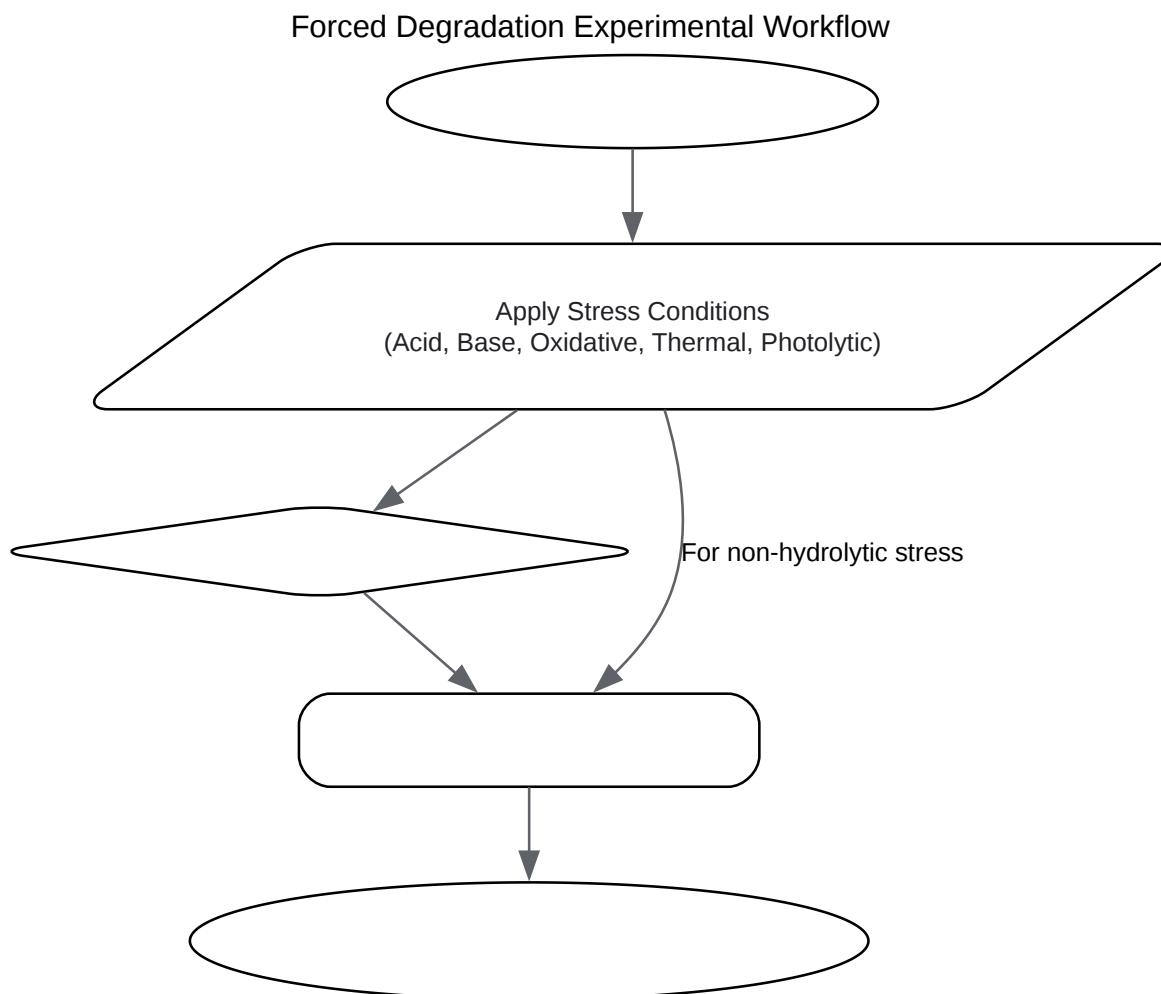 Forced Degradation Experimental Workflow
Apply Stress Conditions
(Acid, Base, Oxidative, Thermal, Photolytic)
For non-hydrolytic stress